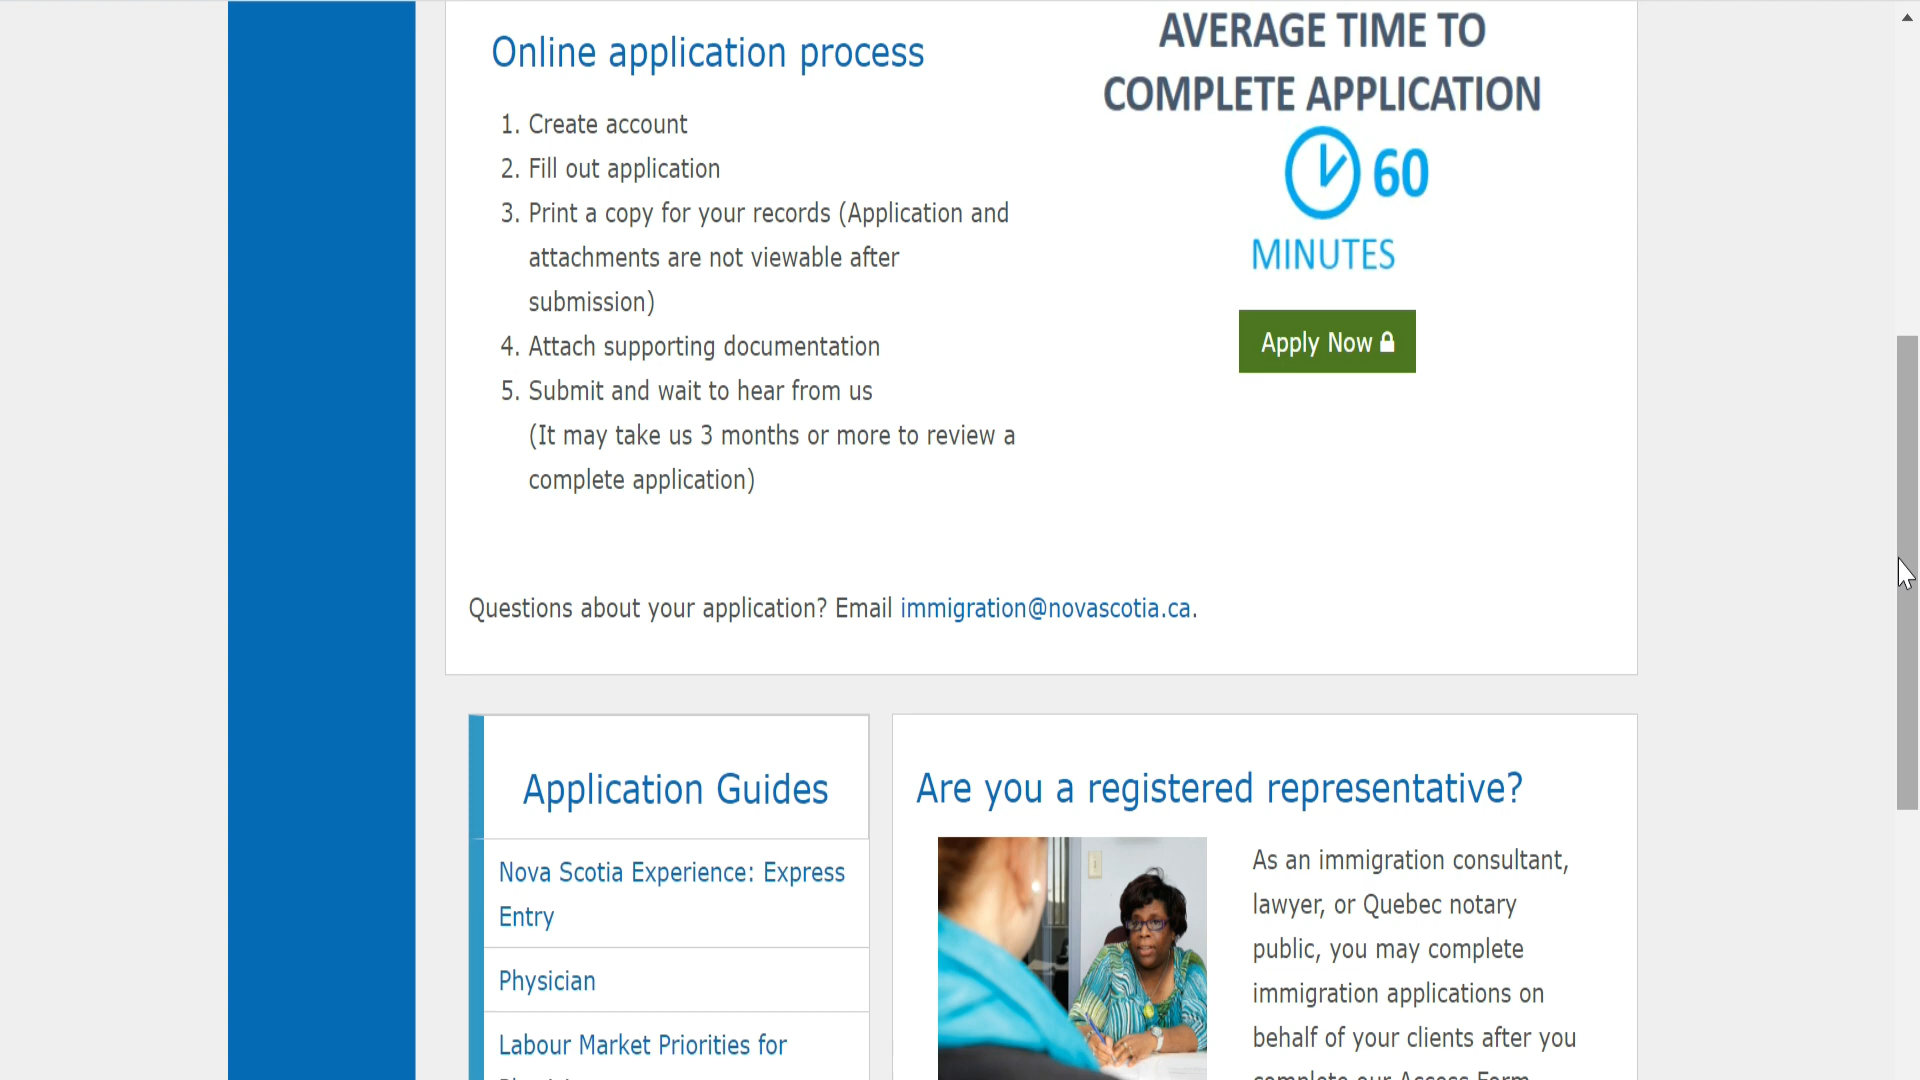 Online application process
1. Create account
2. Fill out application
3. Print a copy for your records (Application and
attachments are not viewable after
submission)
4. Attach supporting documentation
5. Submit and wait to hear from us
(It may take us 3 months or more to review a
complete application)
AVERAGE TIME TO
COMPLETE APPLICATION
60
MINUTES
Apply Now
Questions about your application? Email immigration@novascotia.ca.
Application Guides
Nova Scotia Experience: Express
Entry
Physician
Labour Market Priorities for
Are you a registered representative?
As an immigration consultant,
lawyer, or Quebec notary
public, you may complete
immigration applications on
behalf of your clients after you
complete our Access Form